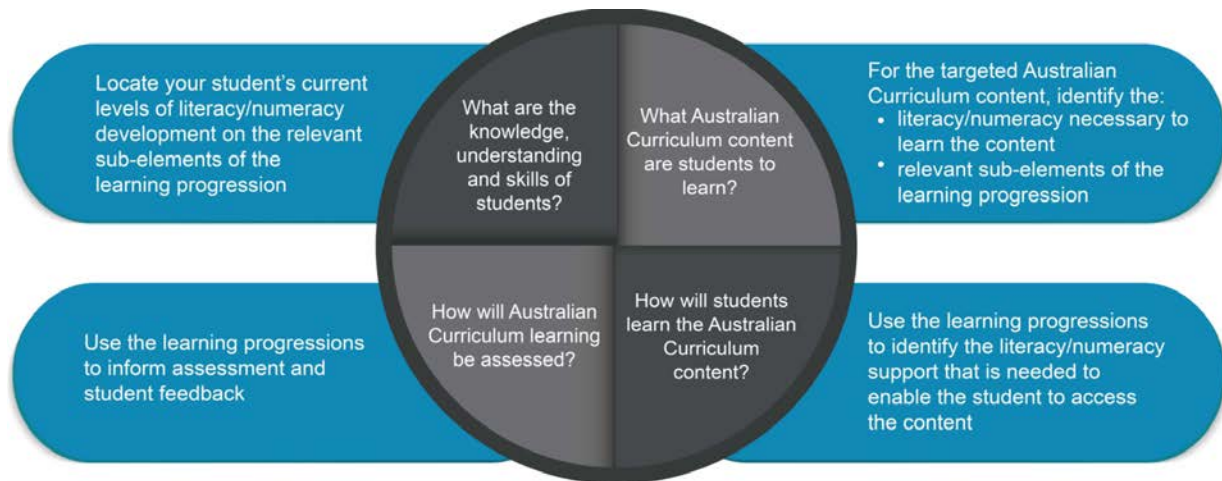 Locate your student's current
levels of literacy/numeracy
development on the relevant
sub-elements of the
learning progression
What are the
knowledge,
understanding
and skills of
students?
What Australian
Curriculum content
are students to
learn?
For the targeted Australian
Curriculum content, identify the:
• literacy/numeracy necessary to
learn the content
• relevant sub-elements of the
learning progression
Use the learning progressions
to inform assessment and
student feedback
How will Australian
Curriculum learning
be assessed?
How will students
learn the Australian
Curriculum
content?
Use the learning progressions
to identify the literacy/numeracy
support that is needed to
enable the student to access
the content